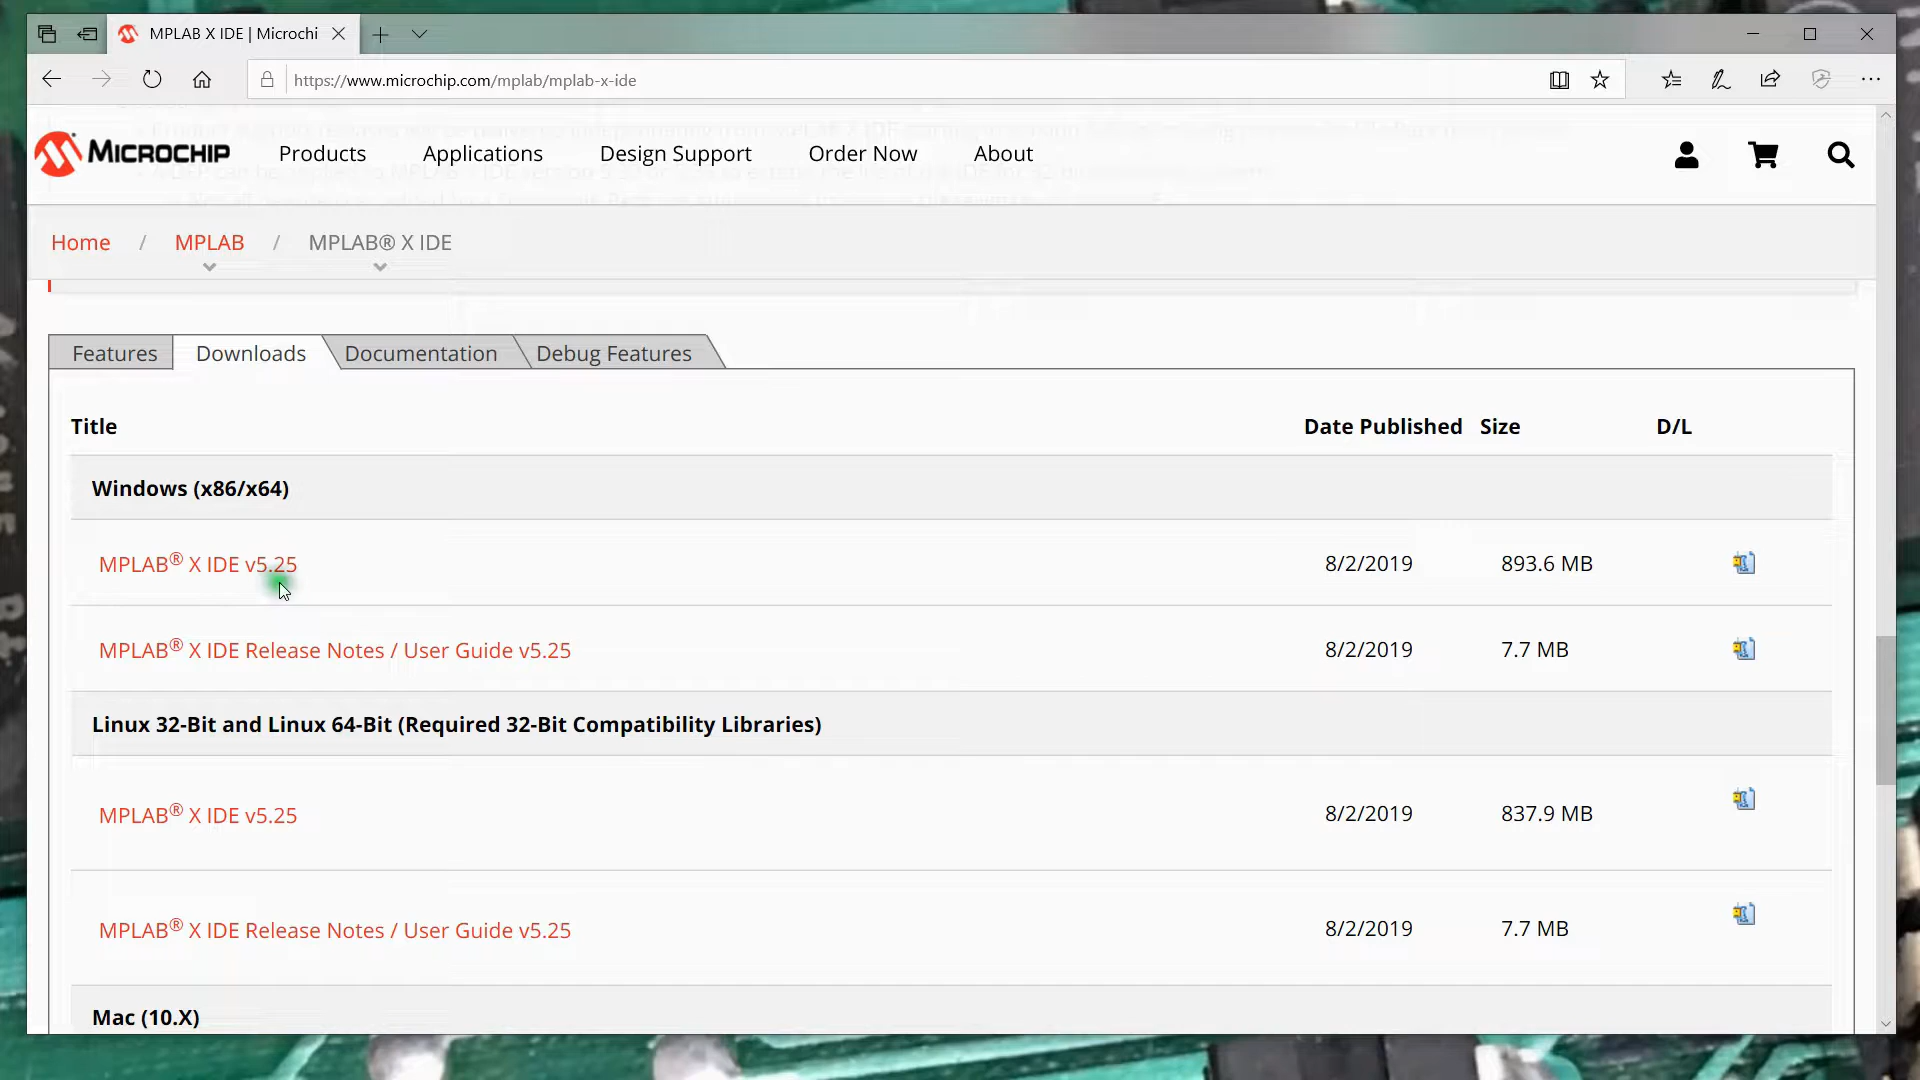 MPLAB X IDE | Microchi
https://www.microchip.com/mplab/mplab-x-ide
MICROCHIP Products Applications Design Support Order Now About
Home / MPLAB / MPLAB® X IDE
Features Downloads Documentation Debug Features
Title Date Published Size D/L
Windows (x86/x64)
MPLAB® X IDE v5.25 8/2/2019 893.6 MB
MPLAB® X IDE Release Notes / User Guide v5.25 8/2/2019 7.7 MB
Linux 32-Bit and Linux 64-Bit (Required 32-Bit Compatibility Libraries)
MPLAB® X IDE v5.25 8/2/2019 837.9 MB
MPLAB® X IDE Release Notes / User Guide v5.25 8/2/2019 7.7 MB
Mac (10.X)